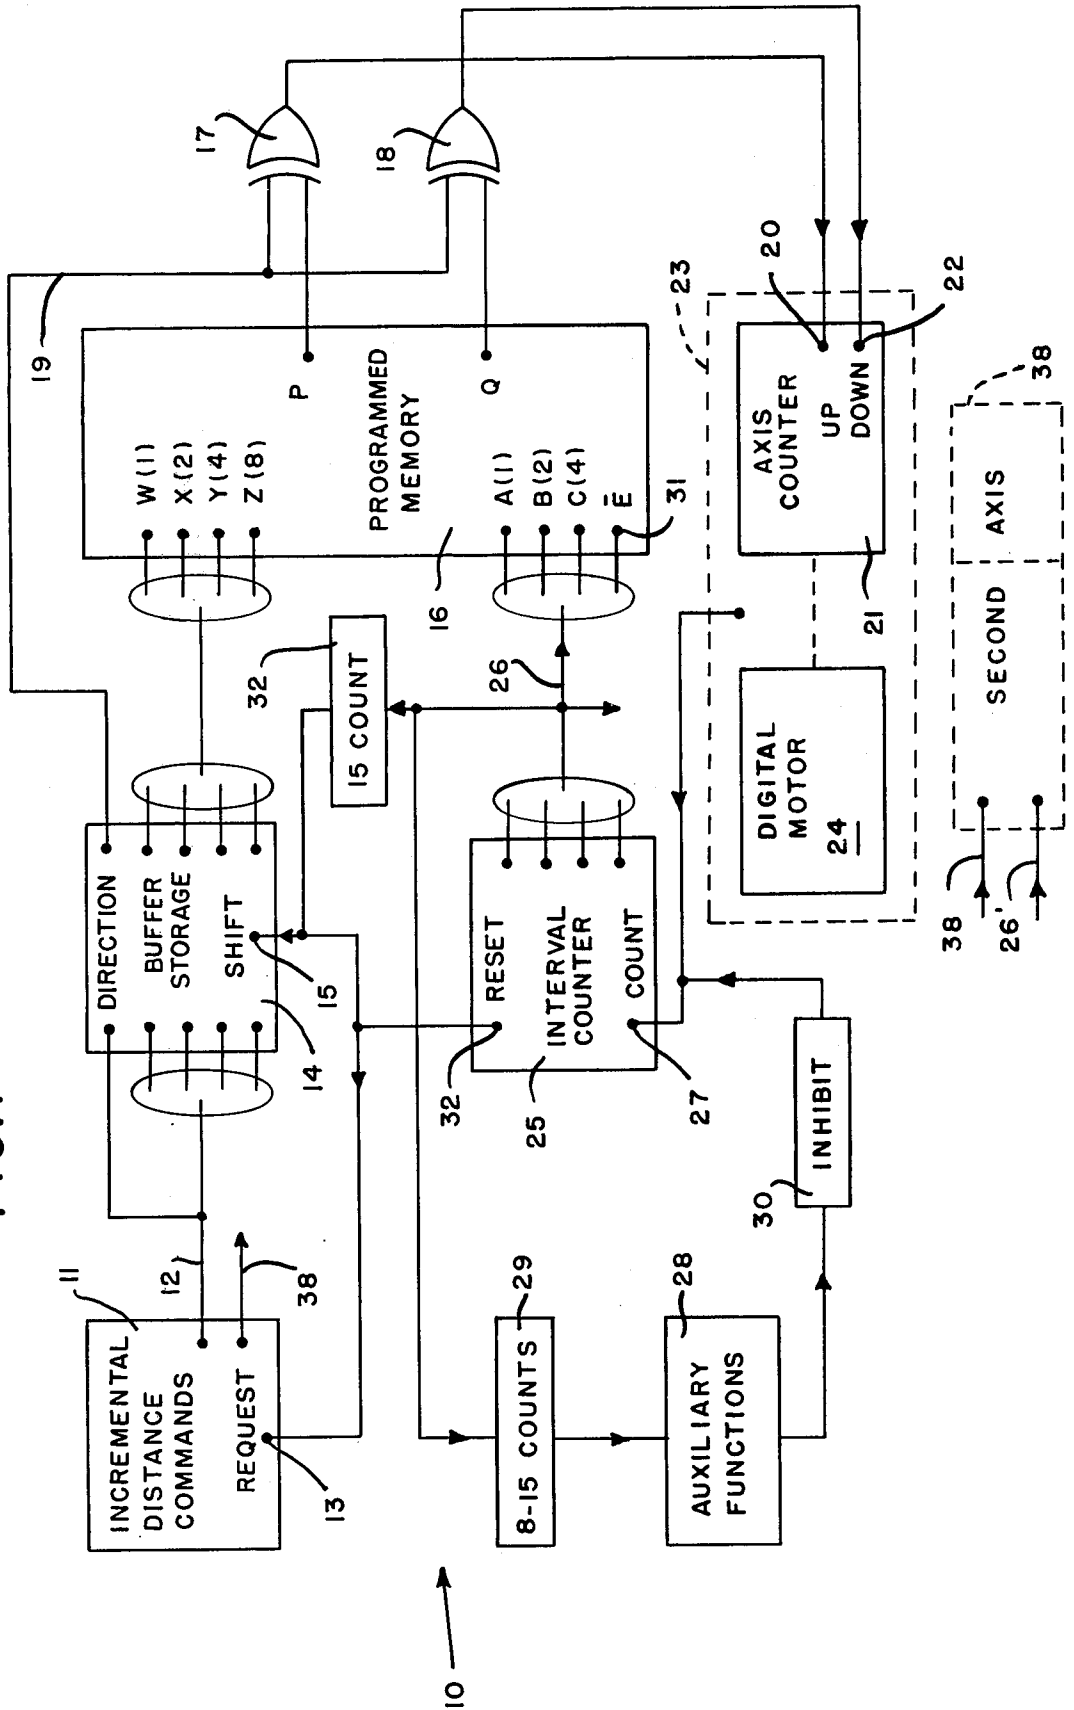 10
11
INCREMENTAL
DISTANCE
COMMANDS
REQUEST
13
12
38
DIRECTION
BUFFER
STORAGE
SHIFT
14
15
19
W(1)
X(2)
Y(4)
Z(8)
P
PROGRAMMED
MEMORY
Q
A(1)
B(2)
C(4)
E̅
16
31
17
18
32
15 COUNT
26
RESET
INTERVAL
COUNTER
COUNT
32
25
27
29
8-15 COUNTS
28
AUXILIARY
FUNCTIONS
30
INHIBIT
23
DIGITAL
MOTOR
24
AXIS
COUNTER
UP
DOWN
20
22
21
38
26'
SECOND AXIS
38